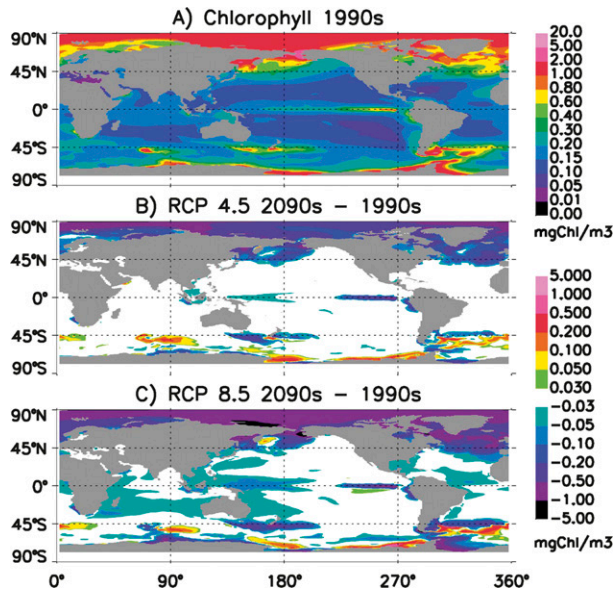 A) Chlorophyll 1990s
90°N
45°N
0°
45°S
90°S
20.0
5.00
2.00
1.00
0.80
0.60
0.40
0.30
0.20
0.15
0.10
0.05
0.01
0.00
mgChl/m3
B) RCP 4.5 2090s - 1990s
90°N
45°N
0°
45°S
90°S
5.000
1.000
0.500
0.200
0.100
0.050
0.030
C) RCP 8.5 2090s - 1990s
90°N
45°N
0°
45°S
90°S
-0.03
-0.05
-0.10
-0.20
-0.50
-1.00
-5.00
mgChl/m3
0° 90° 180° 270° 360°